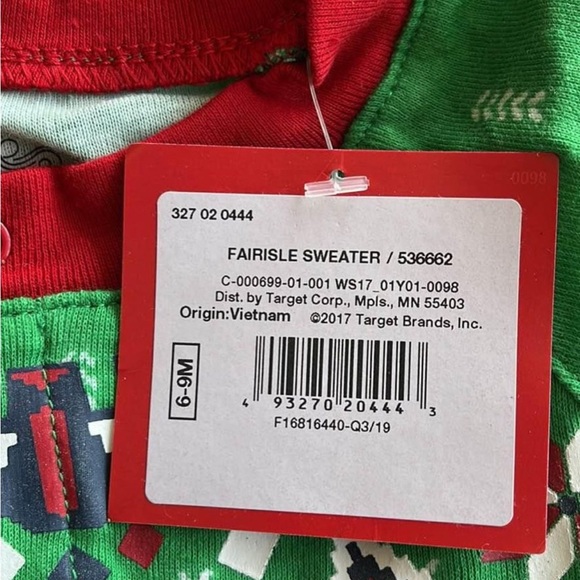 0098
327 02 0444
FAIRISLE SWEATER / 536662
C-000699-01-001 WS17_01Y01-0098
Dist. by Target Corp., Mpls., MN 55403
Origin:Vietnam ©2017 Target Brands, Inc.
6-9M
4 93270 20444 3
F16816440-Q3/19